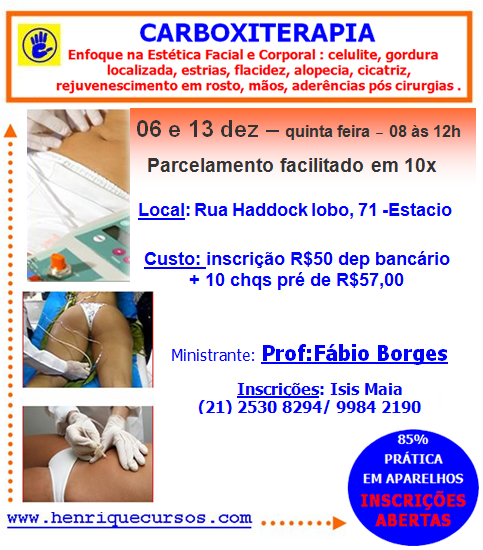 CARBOXITERAPIA
Enfoque na Estética Facial e Corporal : celulite, gordura
localizada, estrias, flacidez, alopecia, cicatriz,
rejuvenescimento em rosto, mãos, aderências pós cirurgias .
06 e 13 dez – quinta feira – 08 às 12h
Parcelamento facilitado em 10x
Local: Rua Haddock lobo, 71 -Estacio
Custo: inscrição R$50 dep bancário
+ 10 chqs pré de R$57,00
Ministrante: Prof:Fábio Borges
Inscrições: Isis Maia
(21) 2530 8294/ 9984 2190
85%
PRÁTICA
EM APARELHOS
INSCRIÇÕES
ABERTAS
www.henriquecursos.com